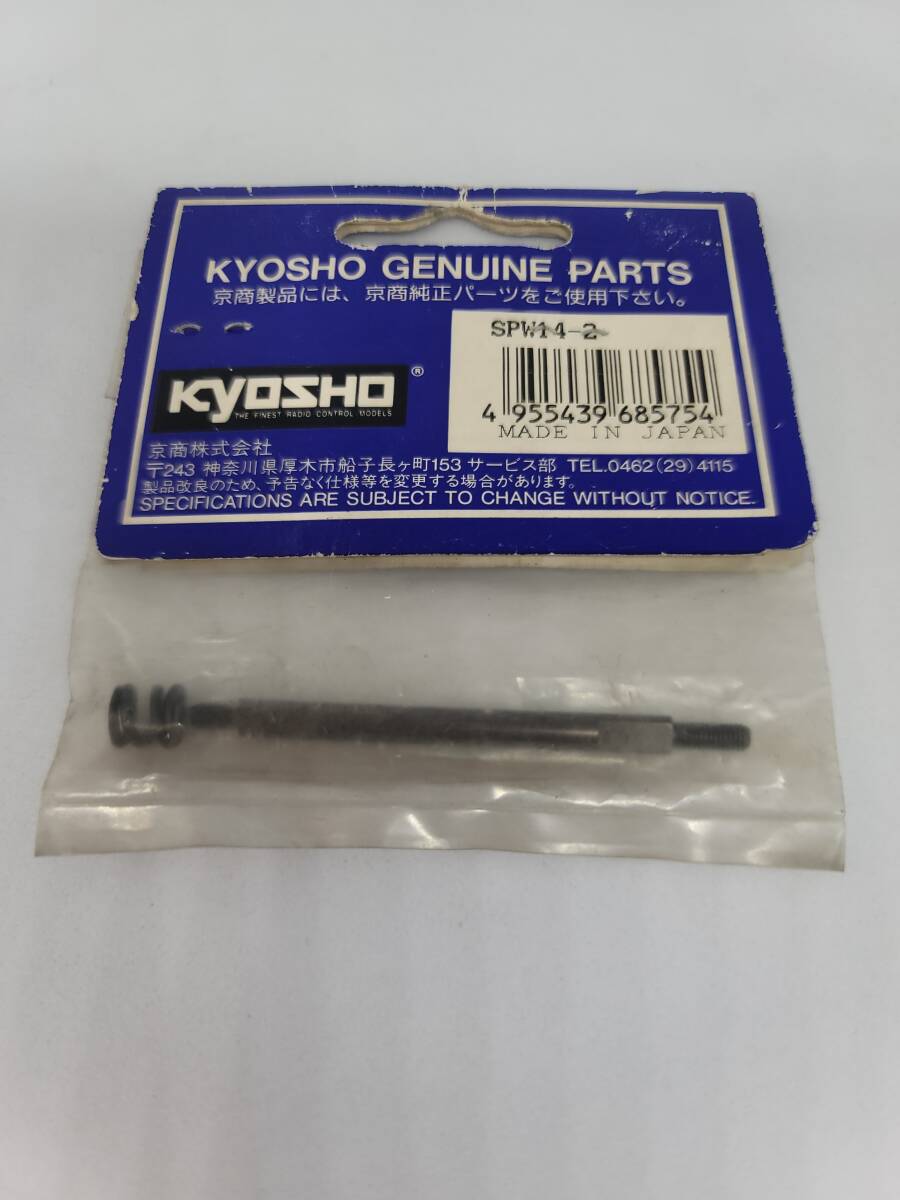 KYOSHO GENUINE PARTS
京商製品には、京商純正パーツをご使用下さい。
SPW14-2
4 955439 685754
MADE IN JAPAN
KYOSHO ®
THE FINEST RADIO CONTROL MODELS
京商株式会社
〒243 神奈川県厚木市船子長ヶ町153 サービス部 TEL.0462(29)4115
製品改良のため、予告なく仕様等を変更する場合があります。
SPECIFICATIONS ARE SUBJECT TO CHANGE WITHOUT NOTICE.